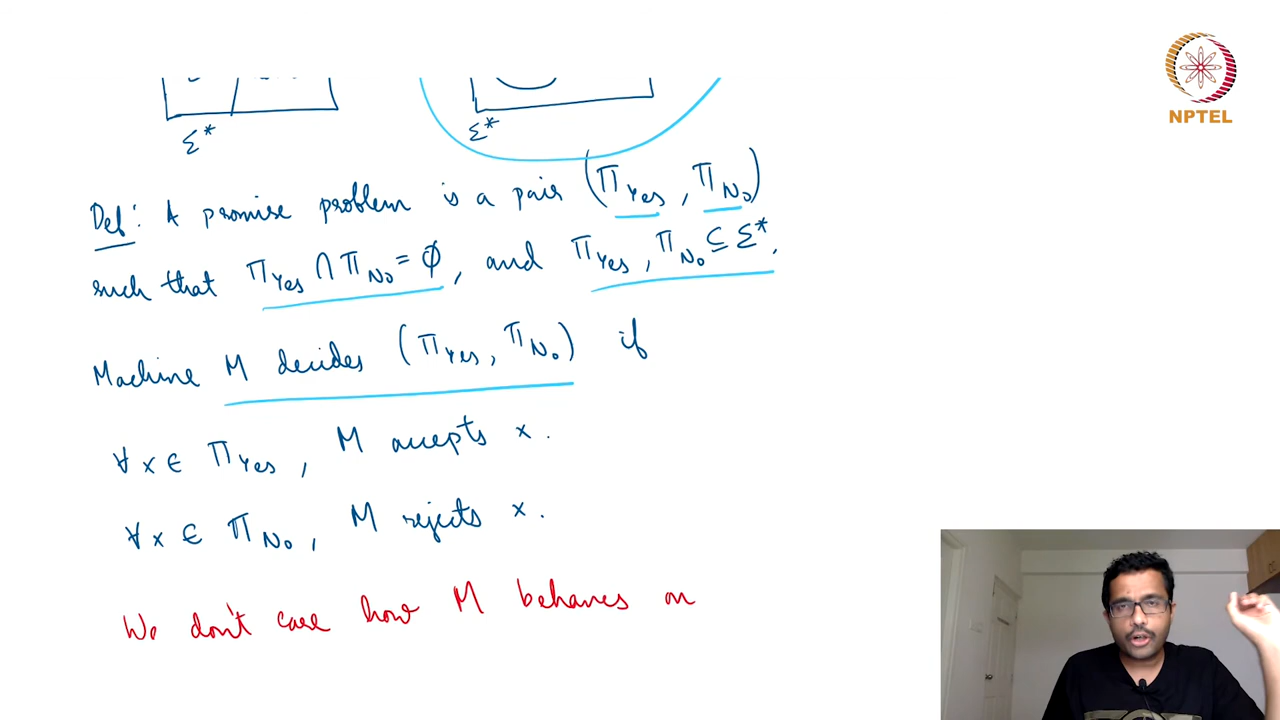 Σ* Σ*
NPTEL
Def: A promise problem is a pair (Π_Yes, Π_No)
such that Π_Yes ∩ Π_No = ϕ, and Π_Yes, Π_No ⊆ Σ*.
Machine M decides (Π_Yes, Π_No) if
∀ x ∈ Π_Yes, M accepts x.
∀ x ∈ Π_No, M rejects x.
We don't care how M behaves on